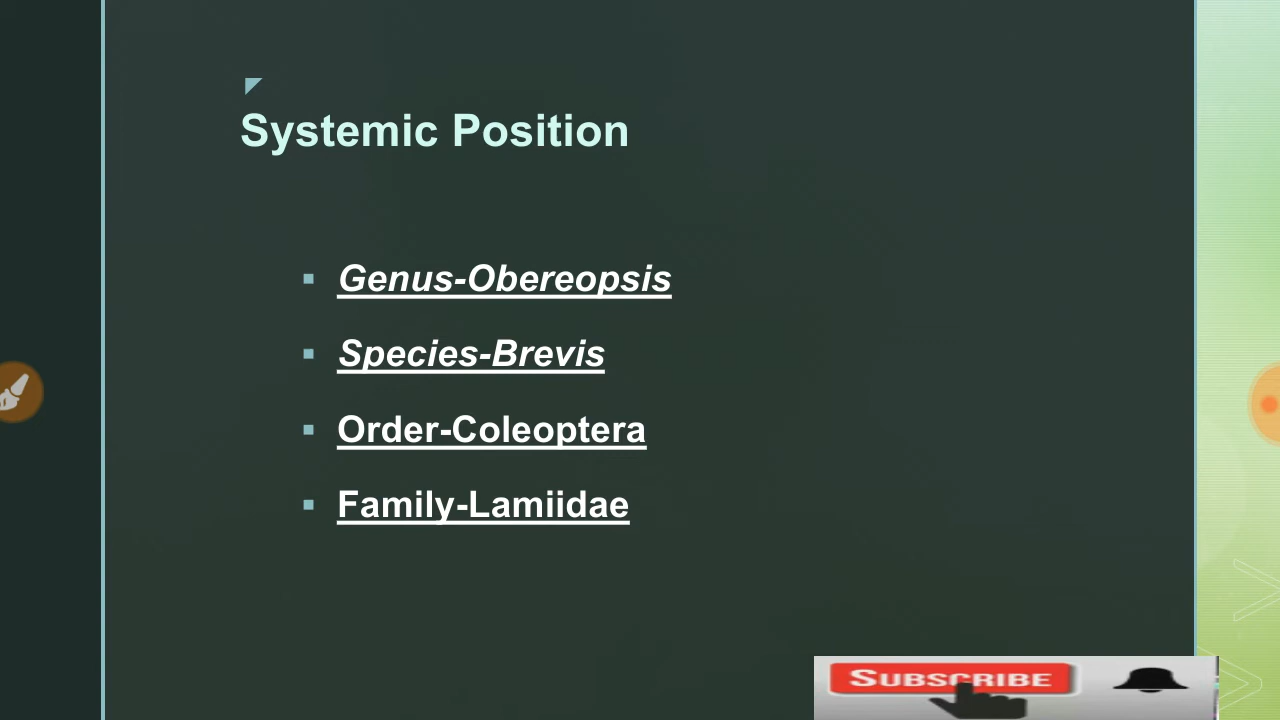 Systemic Position
Genus-Obereopsis
Species-Brevis
Order-Coleoptera
Family-Lamiidae
SUBSCRIBE